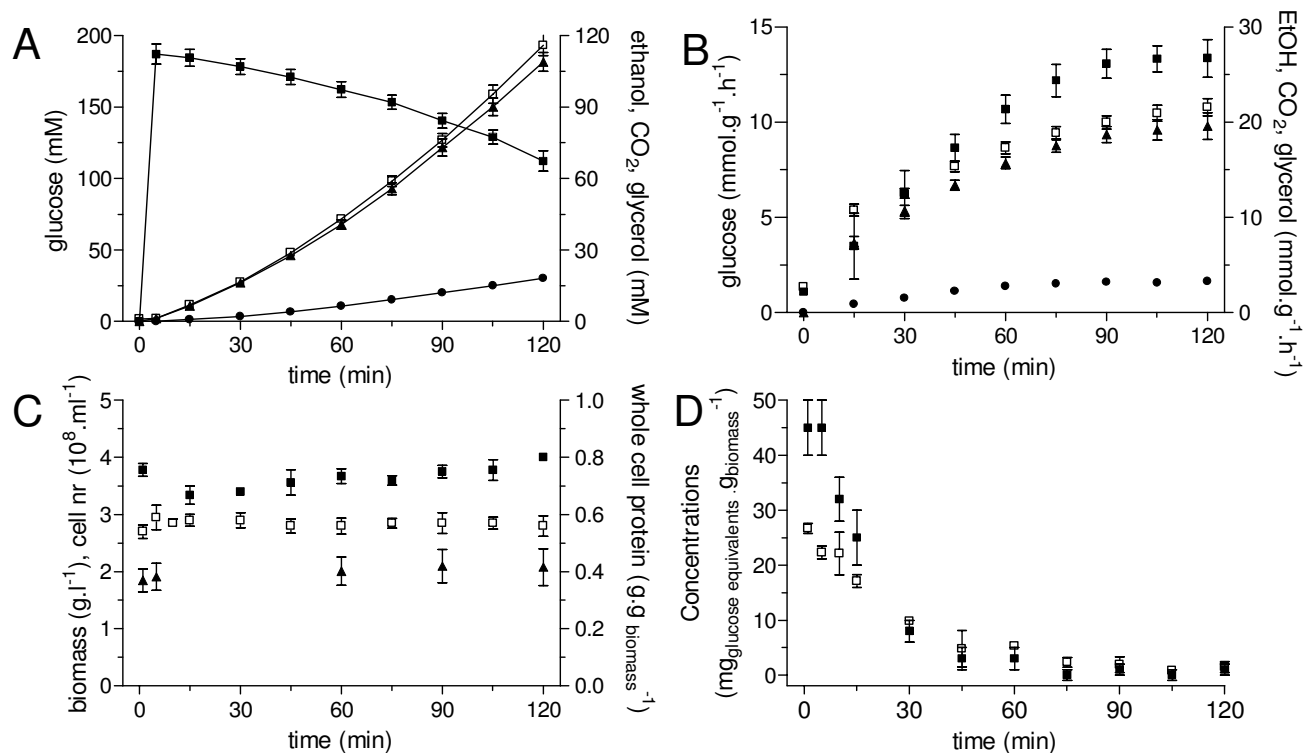 A
glucose (mM)
200
150
100
50
0
120
90
60
30
0
ethanol, CO2, glycerol (mM)
0 30 60 90 120
time (min)
B
glucose (mmol.g-1.h-1)
15
10
5
0
30
20
10
0
EtOH, CO2, glycerol (mmol.g-1.h-1)
0 30 60 90 120
time (min)
C
biomass (g.l-1), cell nr (10^8.ml-1)
5
4
3
2
1
0
1.0
0.8
0.6
0.4
0.2
0.0
whole cell protein (g.g biomass-1)
0 30 60 90 120
time (min)
D
Concentrations
(mg glucose equivalents .g biomass-1)
50
40
30
20
10
0
0 30 60 90 120
time (min)